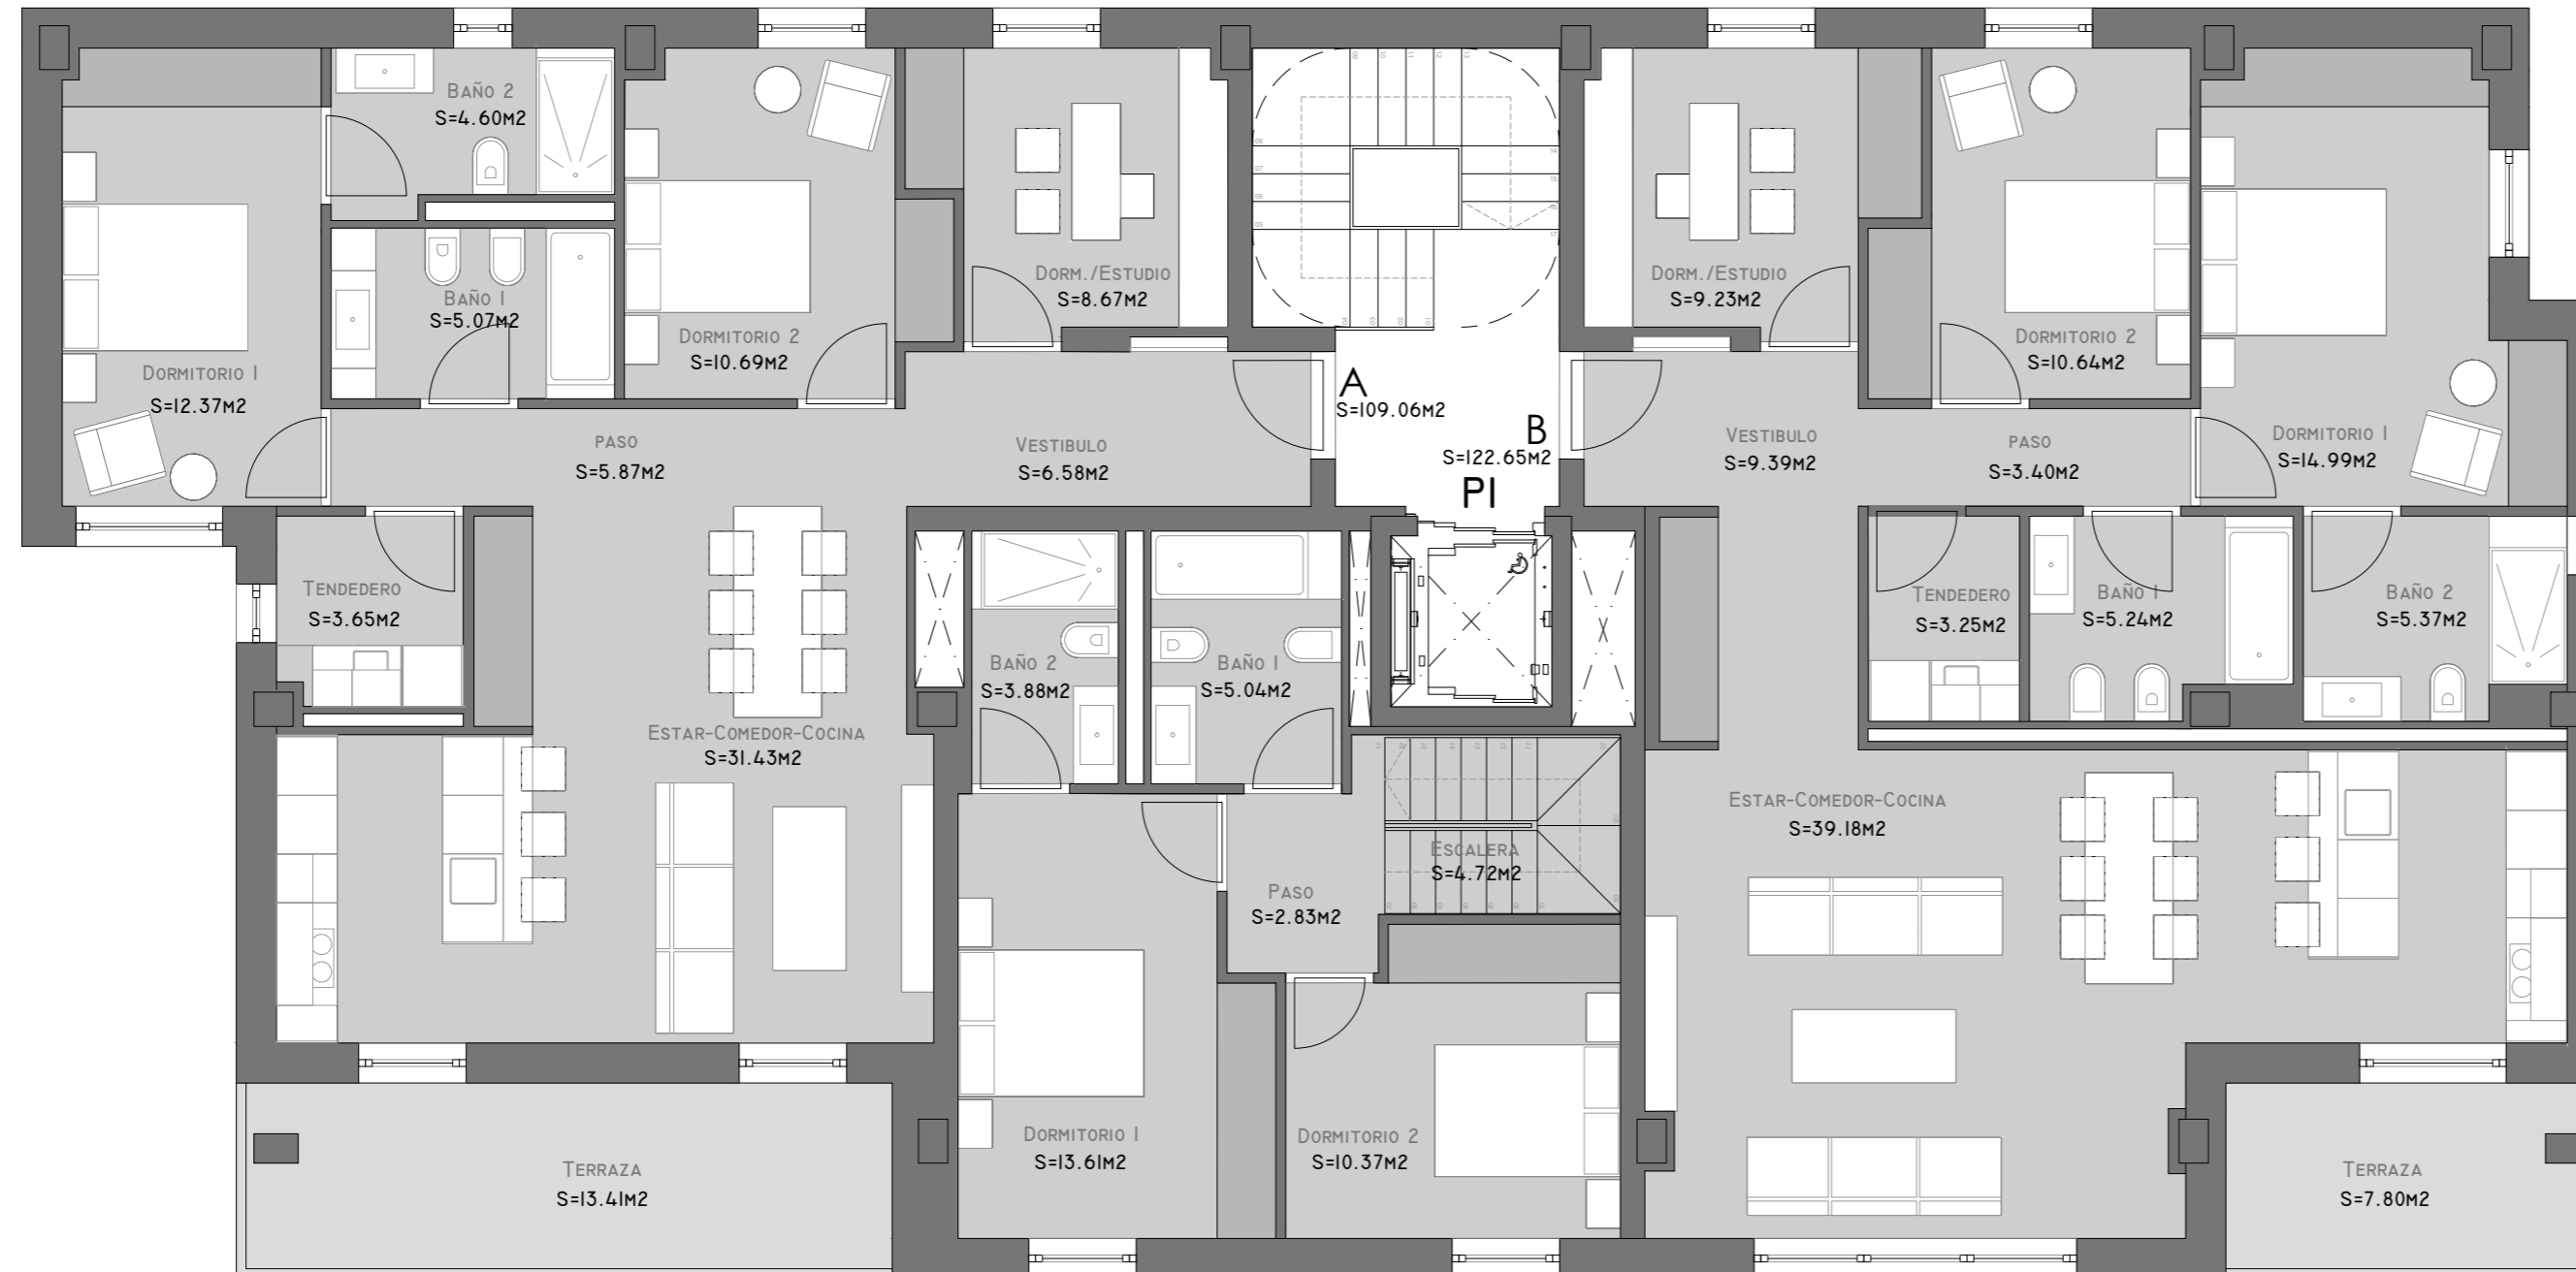 Baño 2
S=4.60m2
Dormitorio 1
S=12.37m2
Baño 1
S=5.07m2
Dormitorio 2
S=10.69m2
Dorm./Estudio
S=8.67m2
Dorm./Estudio
S=9.23m2
Dormitorio 2
S=10.64m2
Dormitorio 1
S=14.99m2
paso
S=5.87m2
Vestibulo
S=6.58m2
A
S=109.06m2
B
S=122.65m2
P1
Vestibulo
S=9.39m2
paso
S=3.40m2
Tendedero
S=3.65m2
Estar-Comedor-Cocina
S=31.43m2
Baño 2
S=3.88m2
Baño 1
S=5.04m2
Tendedero
S=3.25m2
Baño 1
S=5.24m2
Baño 2
S=5.37m2
Escalera
S=4.72m2
Paso
S=2.83m2
Estar-Comedor-Cocina
S=39.18m2
Terraza
S=13.41m2
Dormitorio 1
S=13.61m2
Dormitorio 2
S=10.37m2
Terraza
S=7.80m2